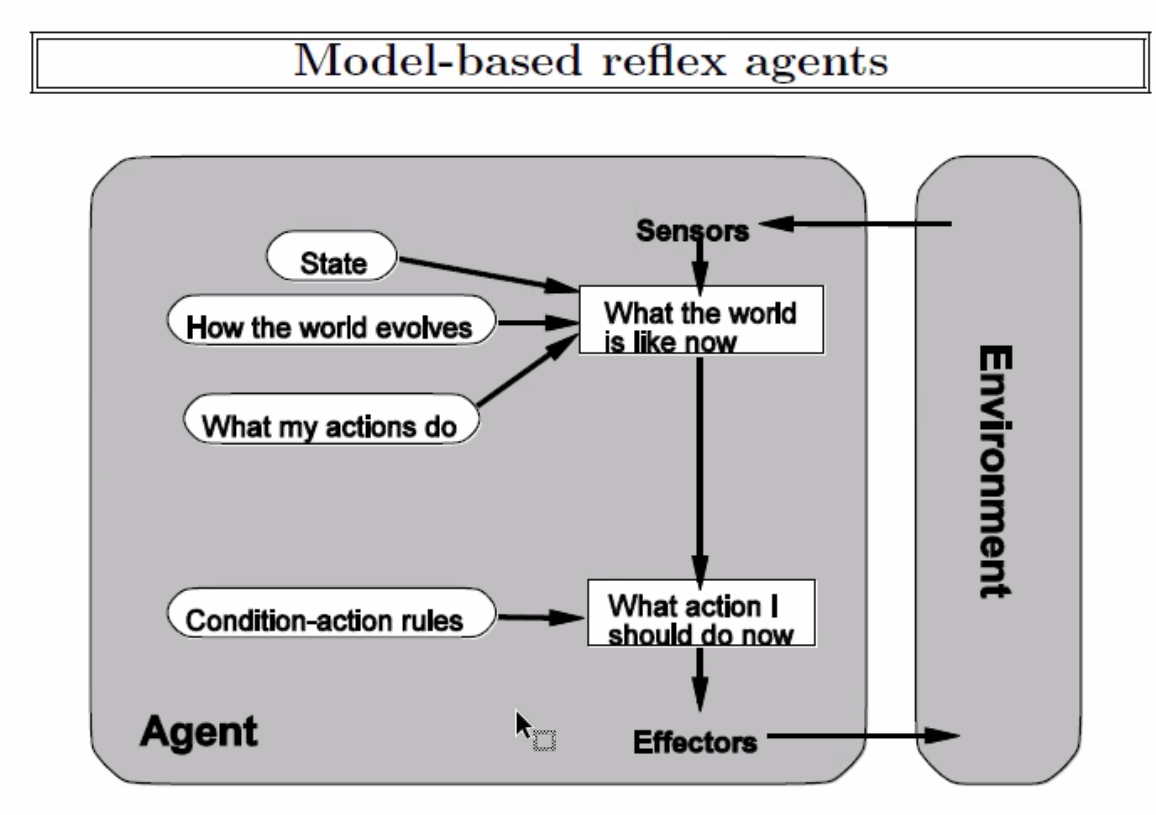 Model-based reflex agents
Sensors
State
What the world
is like now
How the world evolves
What my actions do
Environment
Condition-action rules
What action I
should do now
Agent
Effectors